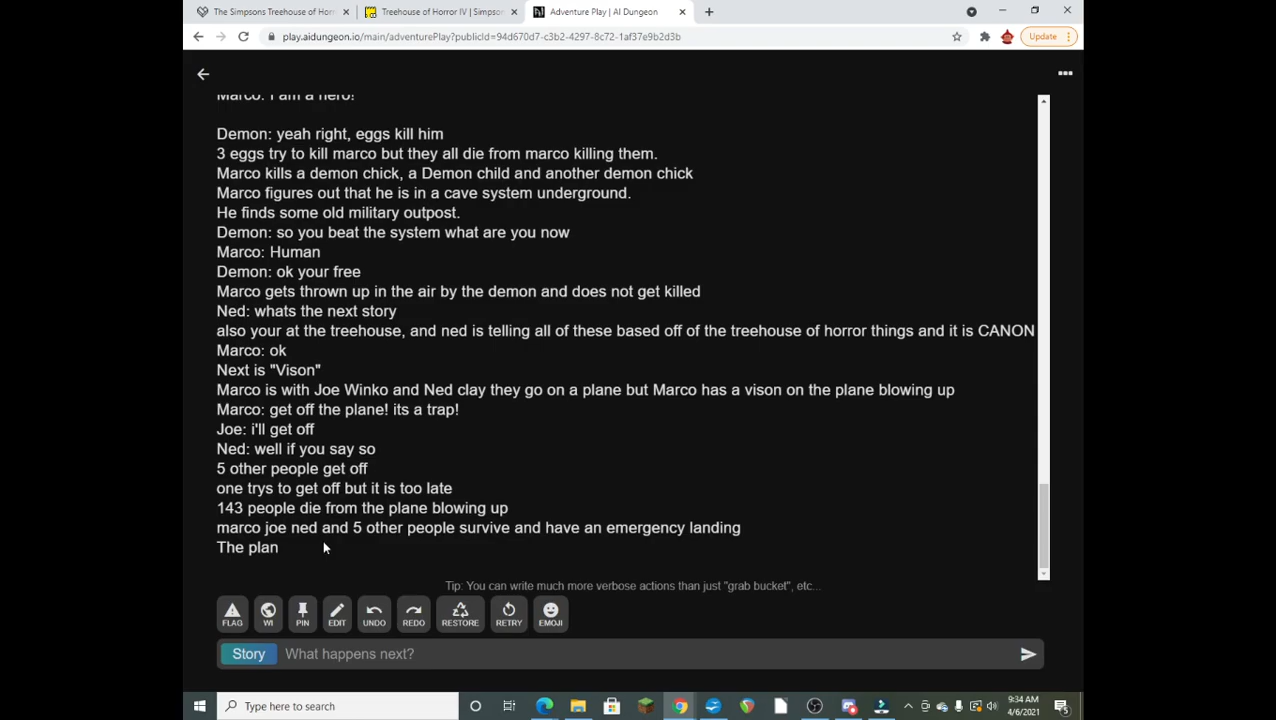 The Simpsons Treehouse of Hor
Treehouse of Horror IV | Simpson
Adventure Play | AI Dungeon
play.aidungeon.io/main/adventurePlay?publicId=94d670d7-c3b2-4297-8c72-1af37e9b2d3b
Update
Marco: I am a hero!
Demon: yeah right, eggs kill him
3 eggs try to kill marco but they all die from marco killing them.
Marco kills a demon chick, a Demon child and another demon chick
Marco figures out that he is in a cave system underground.
He finds some old military outpost.
Demon: so you beat the system what are you now
Marco: Human
Demon: ok your free
Marco gets thrown up in the air by the demon and does not get killed
Ned: whats the next story
also your at the treehouse, and ned is telling all of these based off of the treehouse of horror things and it is CANON
Marco: ok
Next is "Vison"
Marco is with Joe Winko and Ned clay they go on a plane but Marco has a vison on the plane blowing up
Marco: get off the plane! its a trap!
Joe: i'll get off
Ned: well if you say so
5 other people get off
one trys to get off but it is too late
143 people die from the plane blowing up
marco joe ned and 5 other people survive and have an emergency landing
The plan
Tip: You can write much more verbose actions than just "grab bucket", etc...
FLAG WI PIN EDIT UNDO REDO RESTORE RETRY EMOJI
Story What happens next?
Type here to search
9:34 AM
4/6/2021
5